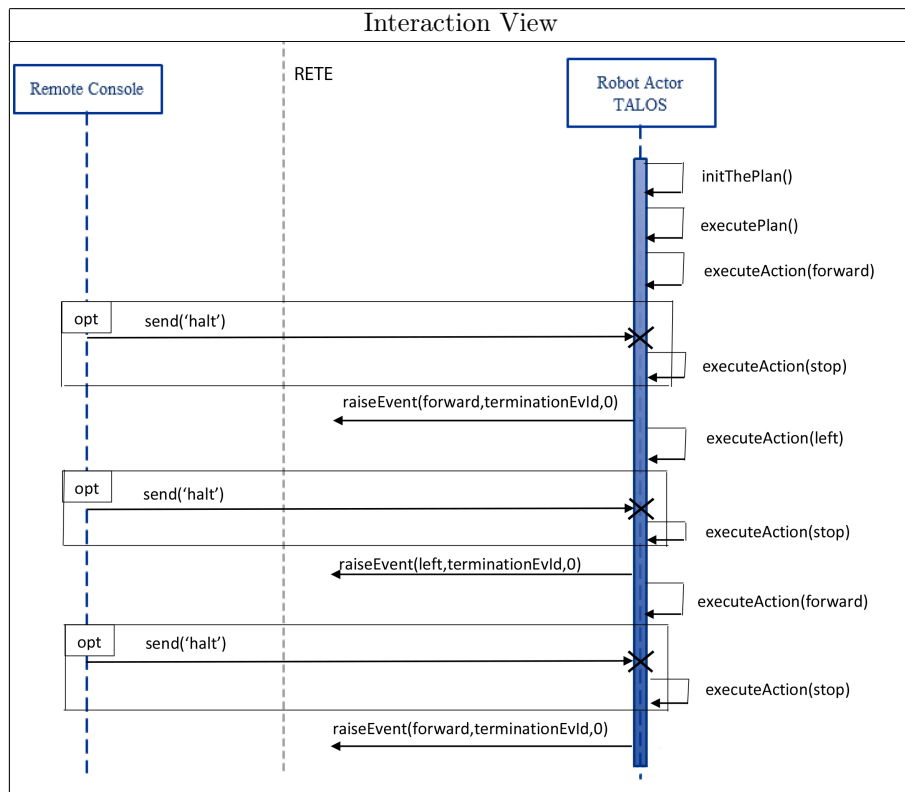 Interaction View
RETE
Remote Console
Robot Actor
TALOS
initThePlan()
executePlan()
executeAction(forward)
opt
send(‘halt’)
executeAction(stop)
raiseEvent(forward,terminationEvId,0)
executeAction(left)
opt
send(‘halt’)
executeAction(stop)
raiseEvent(left,terminationEvId,0)
executeAction(forward)
opt
send(‘halt’)
executeAction(stop)
raiseEvent(forward,terminationEvId,0)